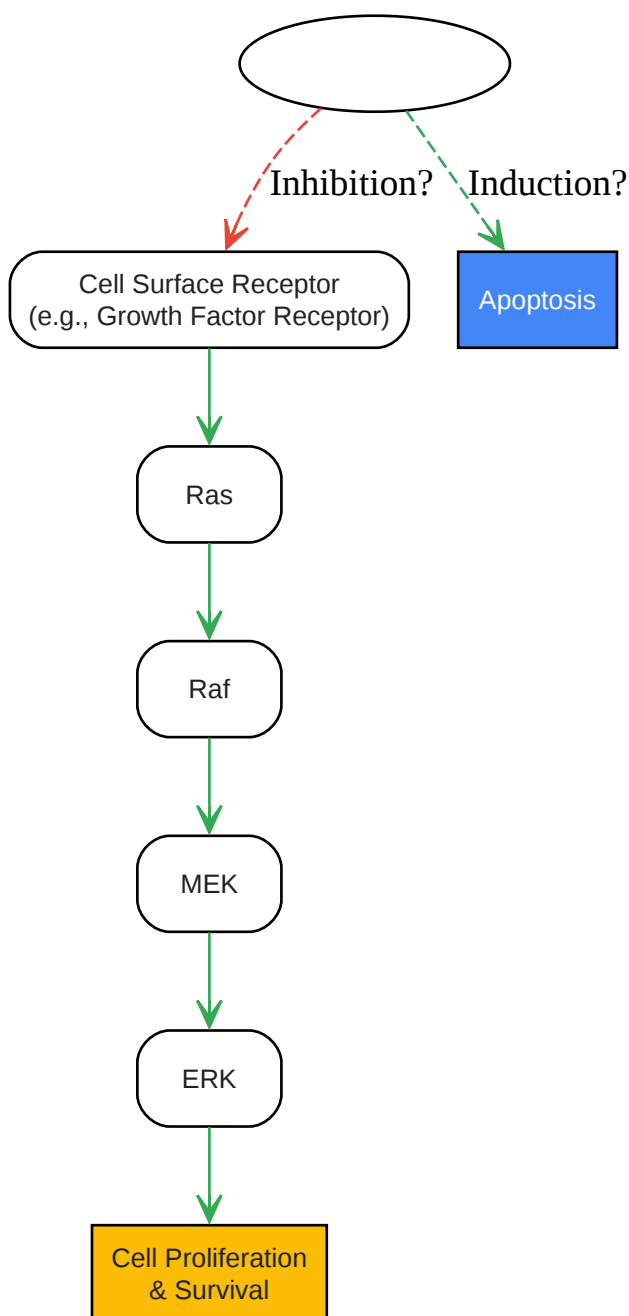 Inhibition?
Induction?
Cell Surface Receptor
(e.g., Growth Factor Receptor)
Apoptosis
Ras
Raf
MEK
ERK
Cell Proliferation
& Survival